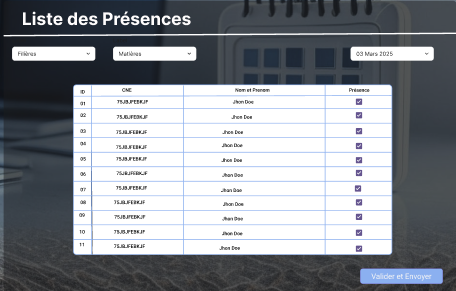 Liste des Présences
Filières
Matières
03 Mars 2025
ID CNE Nom et Prenom Présence
01 75JBJFEBKJF Jhon Doe
02 75JBJFEBKJF Jhon Doe
03 75JBJFEBKJF Jhon Doe
04 75JBJFEBKJF Jhon Doe
05 75JBJFEBKJF Jhon Doe
06 75JBJFEBKJF Jhon Doe
07 75JBJFEBKJF Jhon Doe
08 75JBJFEBKJF Jhon Doe
09 75JBJFEBKJF Jhon Doe
10 75JBJFEBKJF Jhon Doe
11 75JBJFEBKJF Jhon Doe
Valider et Envoyer